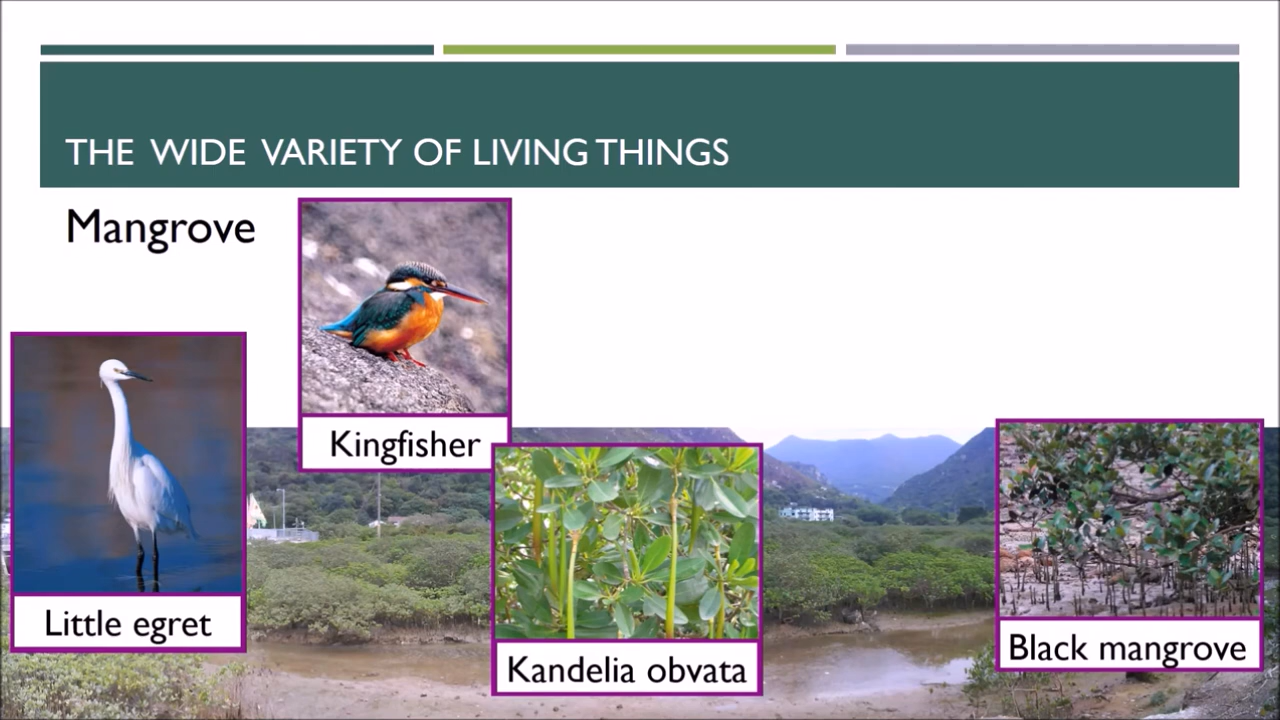 THE WIDE VARIETY OF LIVING THINGS
Mangrove
Kingfisher
Little egret
Kandelia obvata
Black mangrove